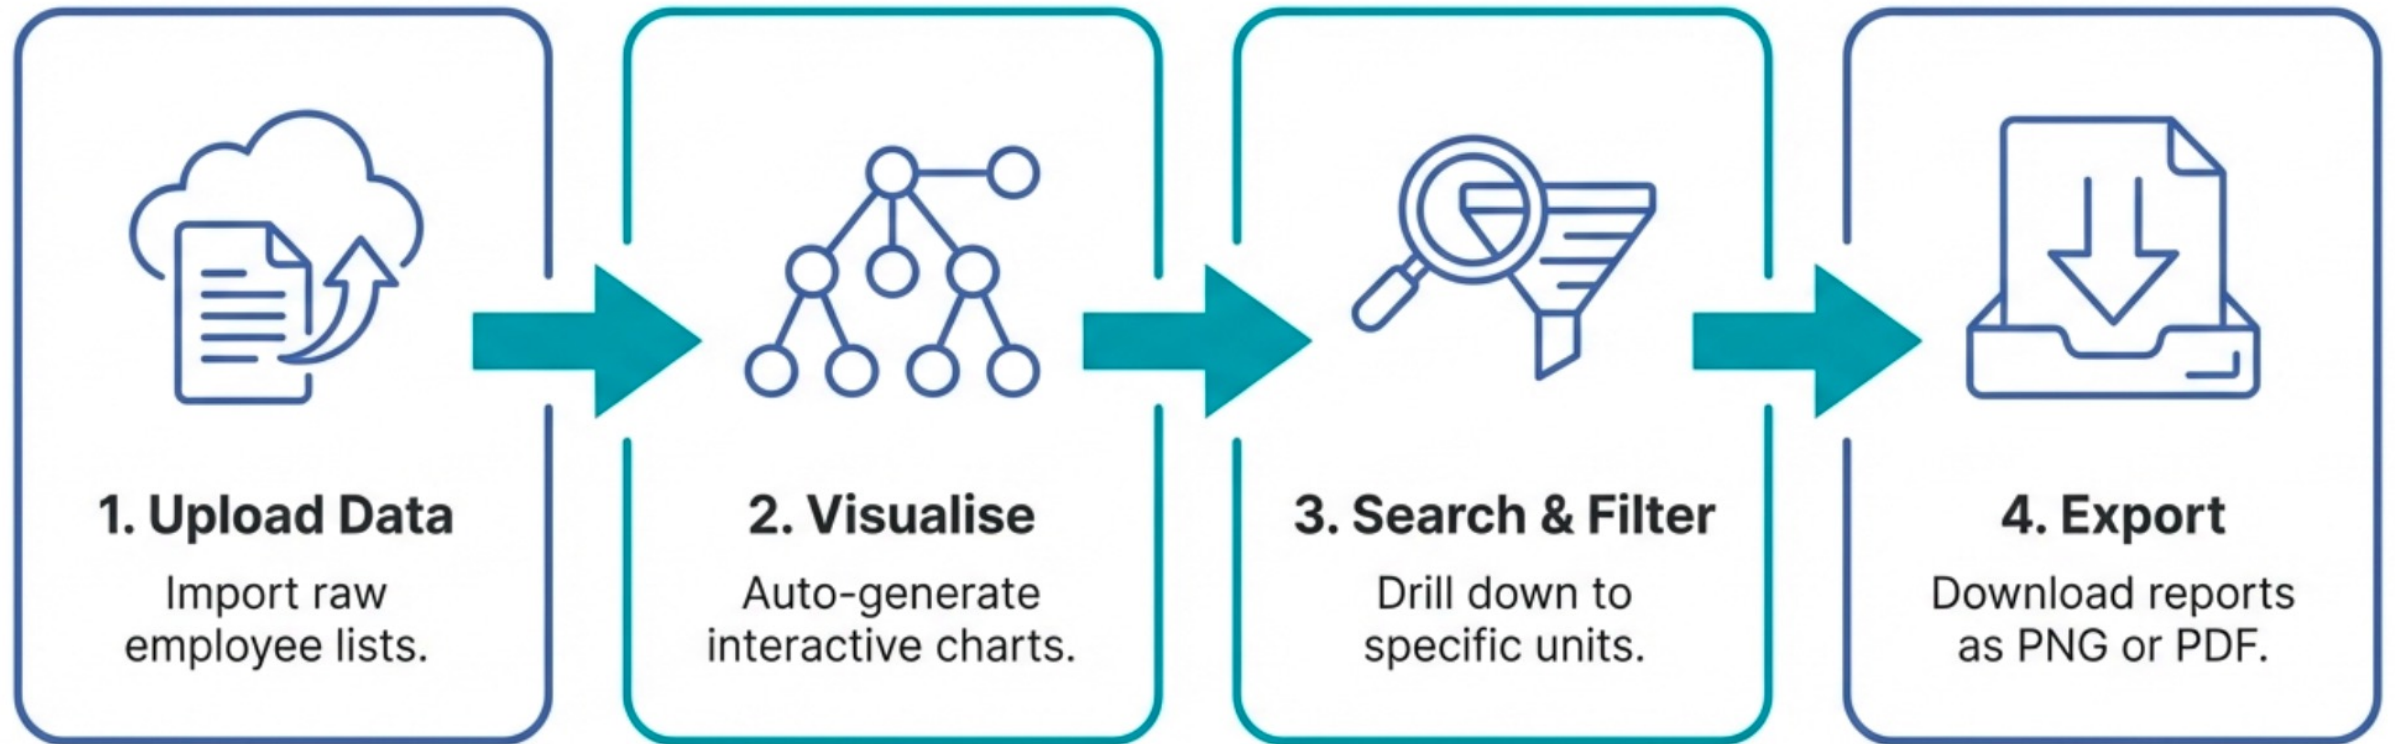 1. Upload Data
Import raw
employee lists.
2. Visualise
Auto-generate
interactive charts.
3. Search & Filter
Drill down to
specific units.
4. Export
Download reports
as PNG or PDF.